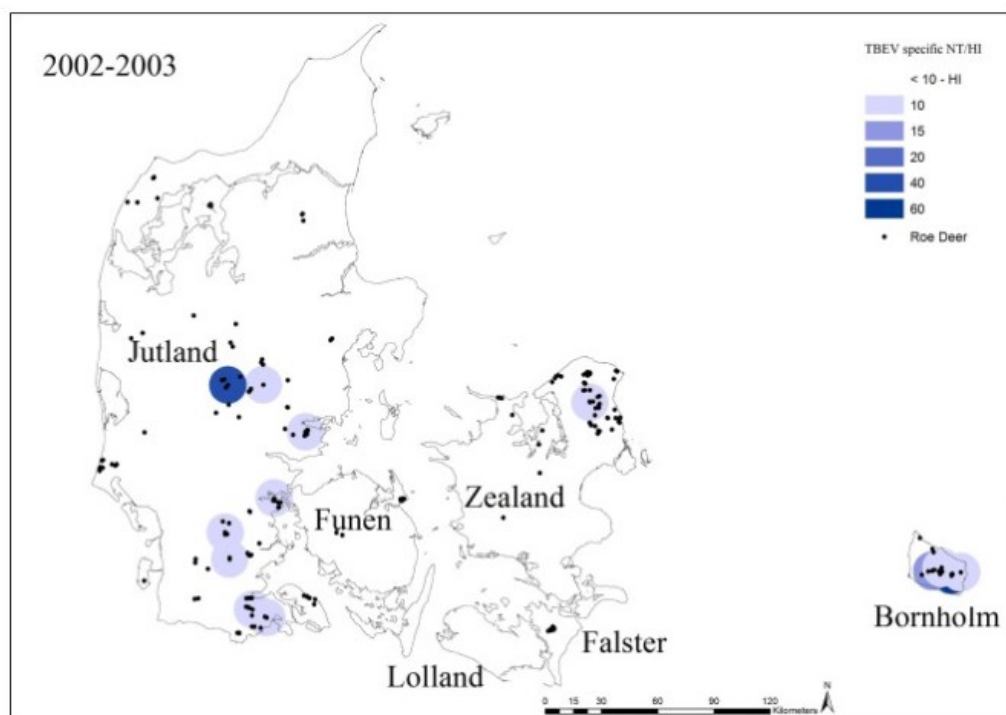 2002-2003
TBEV specific NT/HI
< 10 - HI
10
15
20
40
60
Roe Deer
Jutland
Funen
Zealand
Bornholm
Falster
Lolland
0 15 30 60 90 120
Kilometers
N